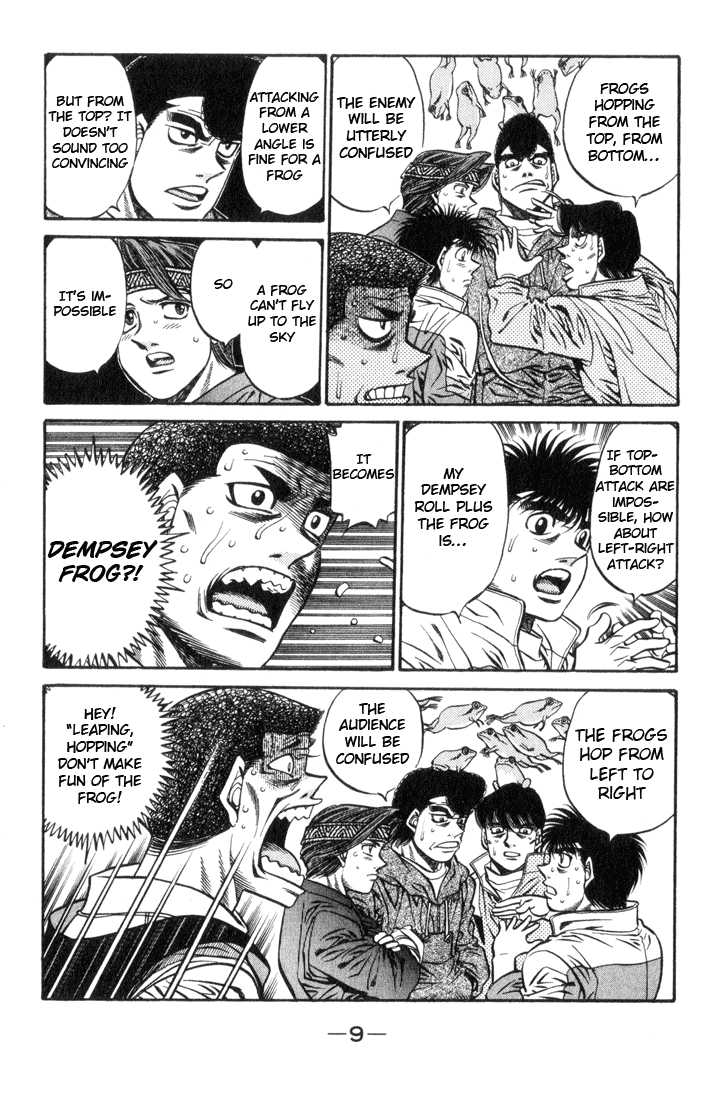 FROGS
HOPPING
FROM THE
TOP, FROM
BOTTOM...
THE ENEMY
WILL BE
UTTERLY
CONFUSED
ATTACKING
FROM A
LOWER
ANGLE IS
FINE FOR A
FROG
BUT FROM
THE TOP? IT
DOESN'T
SOUND TOO
CONVINCING
A FROG
CAN'T FLY
UP TO THE
SKY
SO
IT'S IM-
POSSIBLE
IF TOP-
BOTTOM
ATTACK ARE
IMPOS-
SIBLE, HOW
ABOUT
LEFT-RIGHT
ATTACK?
MY
DEMPSEY
ROLL PLUS
THE FROG
IS...
IT
BECOMES
DEMPSEY
FROG?!
THE FROGS
HOP FROM
LEFT TO
RIGHT
THE
AUDIENCE
WILL BE
CONFUSED
HEY!
"LEAPING,
HOPPING"
DON'T MAKE
FUN OF THE
FROG!
—9—